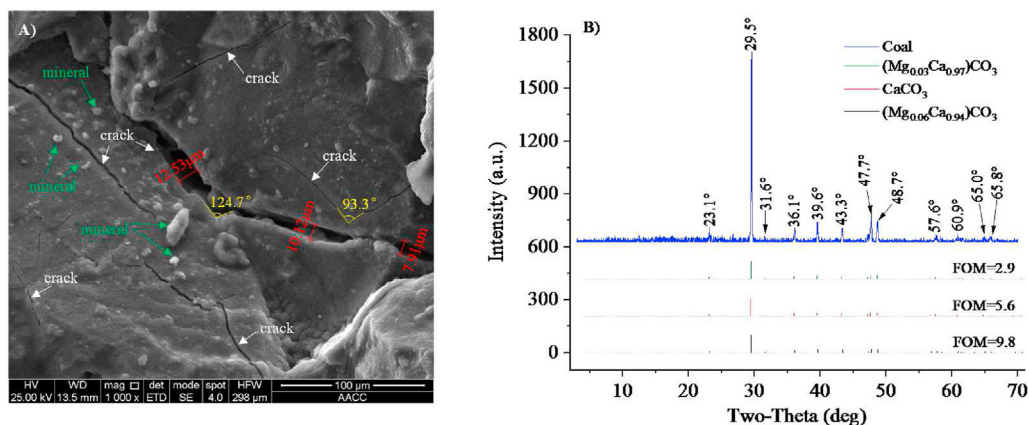 A)
crack
mineral
crack
crack
12.53μm
mineral
124.7°
93.3°
10.12μm
mineral
7.91μm
crack
crack
HV WD mag □ det mode spot HFW
25.00 kV 13.5 mm 1 000 x ETD SE 4.0 298 μm
100 μm
AACC
B)
Coal
(Mg0.03Ca0.97)CO3
CaCO3
(Mg0.06Ca0.94)CO3
Intensity (a.u.)
1800
1500
1200
900
600
300
0
29.5°
23.1°
31.6°
36.1°
39.6°
43.3°
47.7°
48.7°
57.6°
60.9°
65.0°
65.8°
FOM=2.9
FOM=5.6
FOM=9.8
10 20 30 40 50 60 70
Two-Theta (deg)